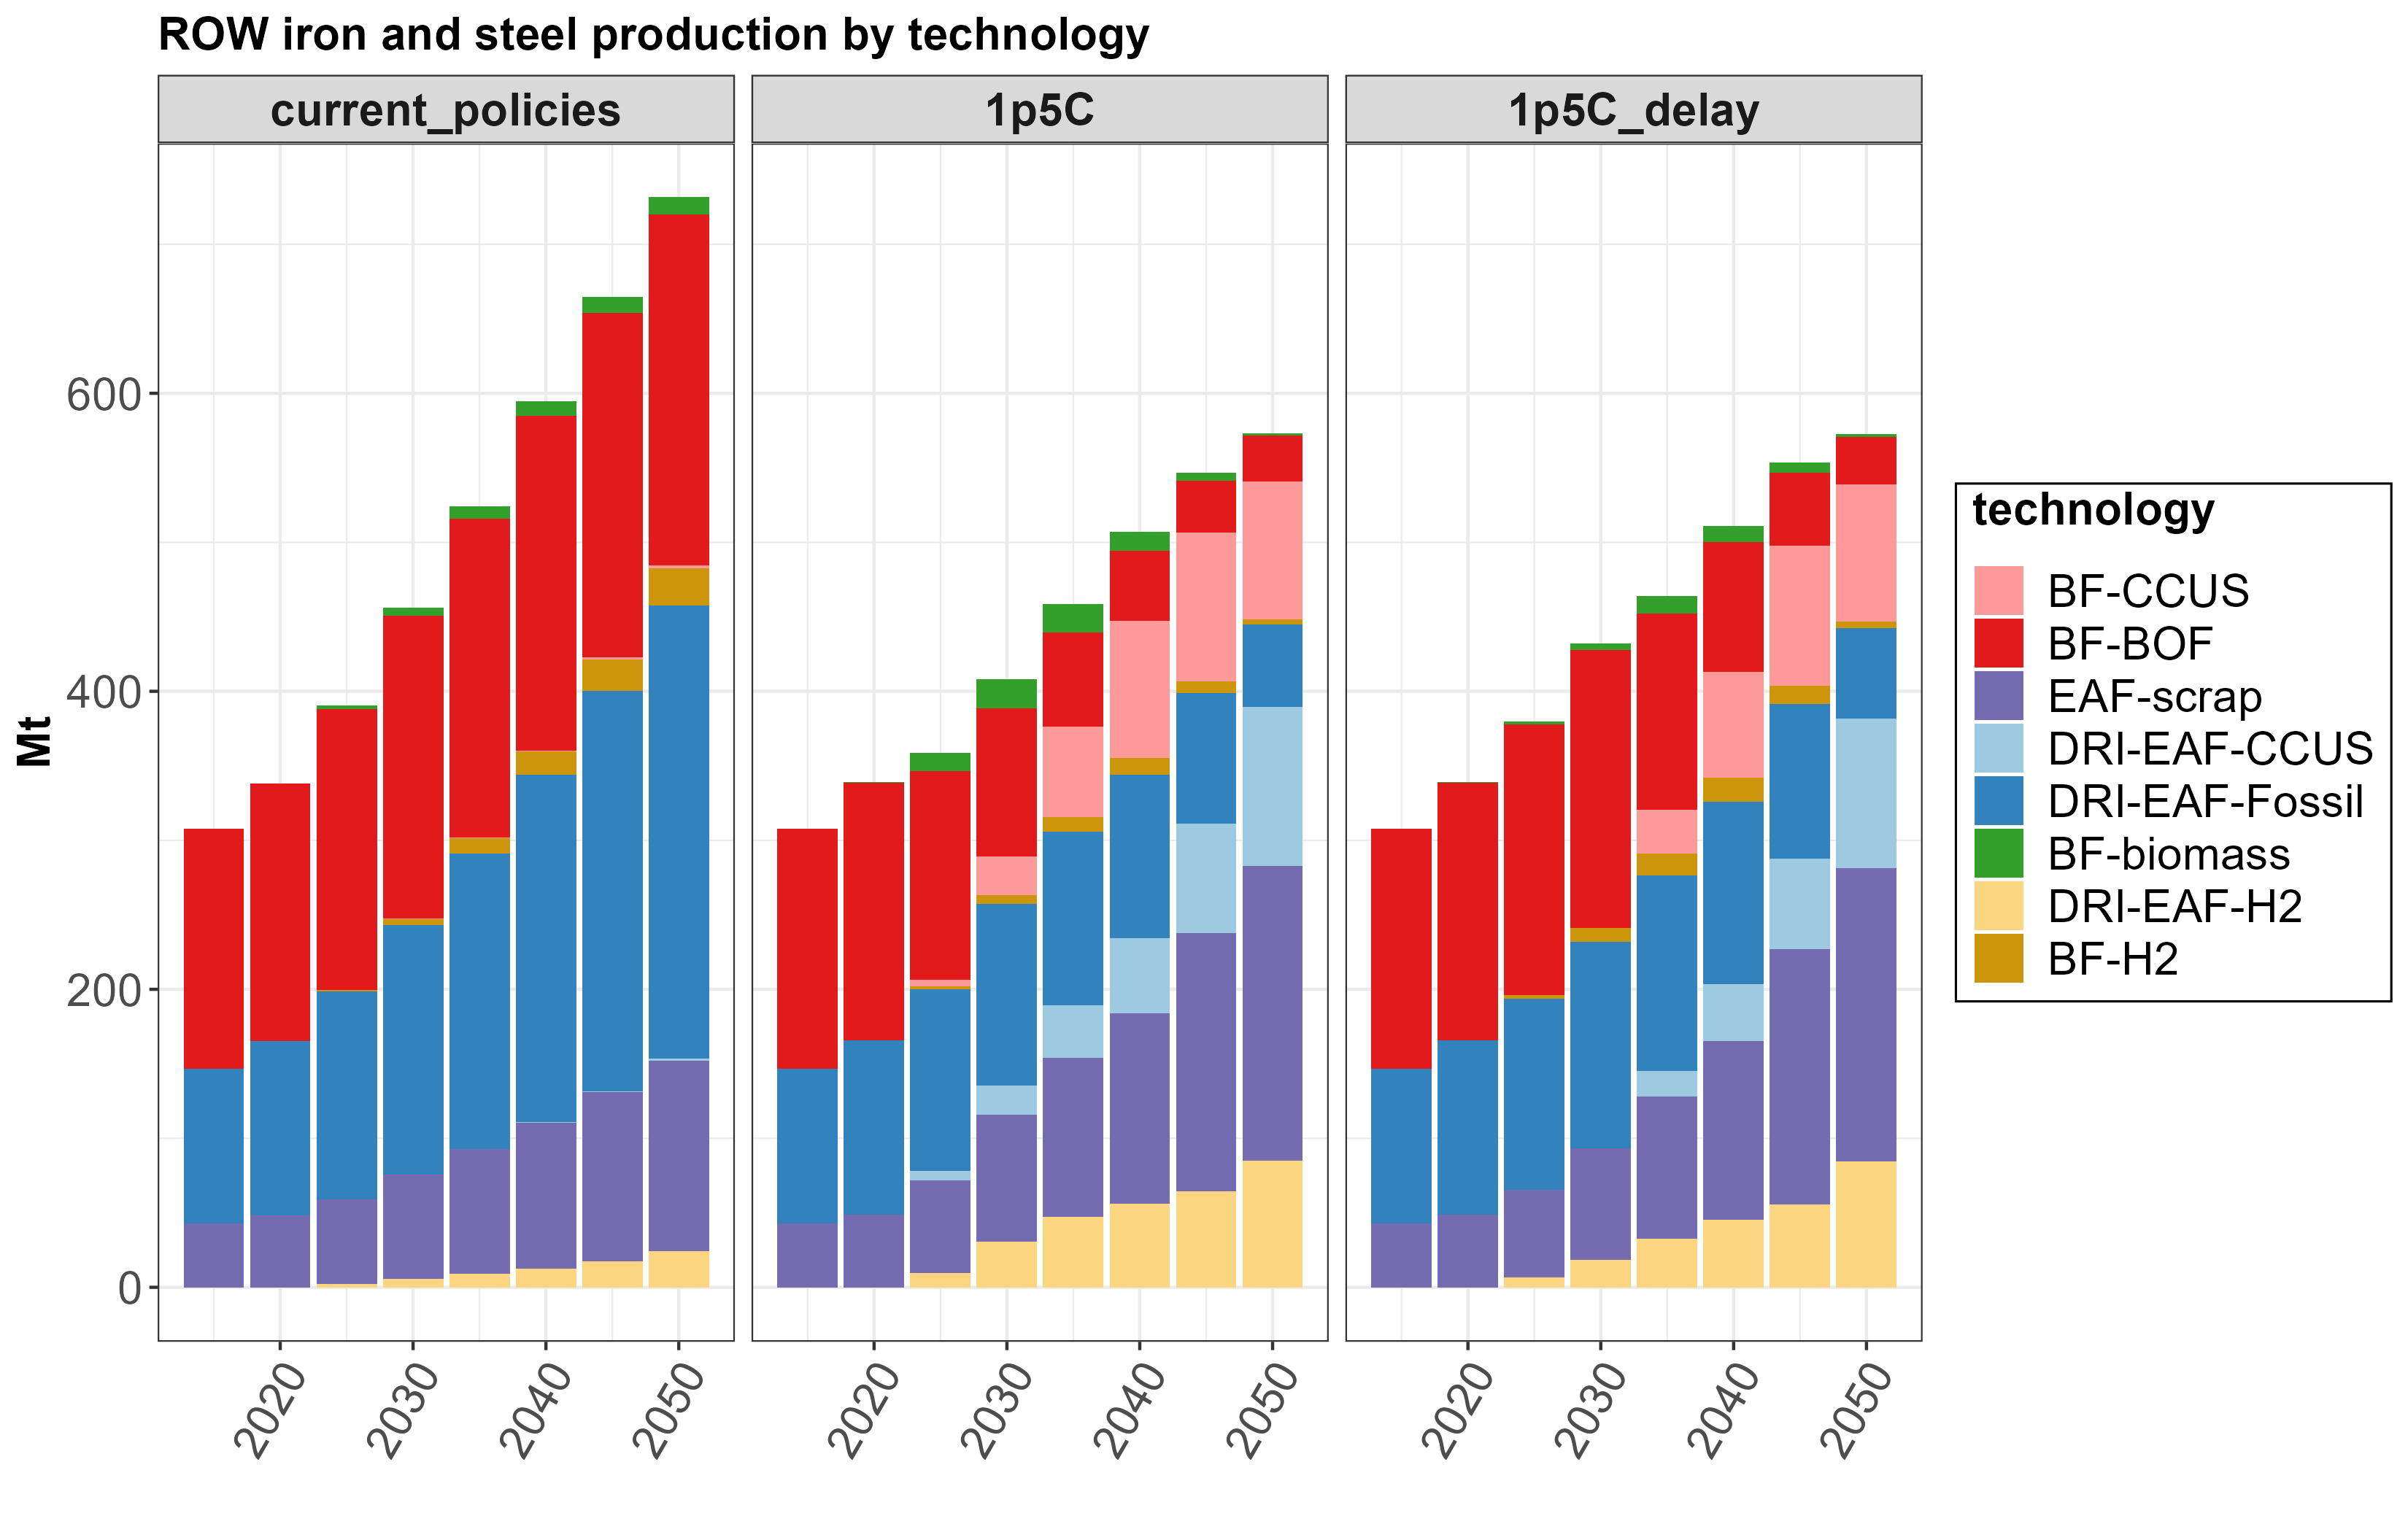 ROW iron and steel production by technology
current_policies
1p5C
1p5C_delay
Mt
600
400
200
0
2020
2030
2040
2050
2020
2030
2040
2050
2020
2030
2040
2050
technology
BF-CCUS
BF-BOF
EAF-scrap
DRI-EAF-CCUS
DRI-EAF-Fossil
BF-biomass
DRI-EAF-H2
BF-H2